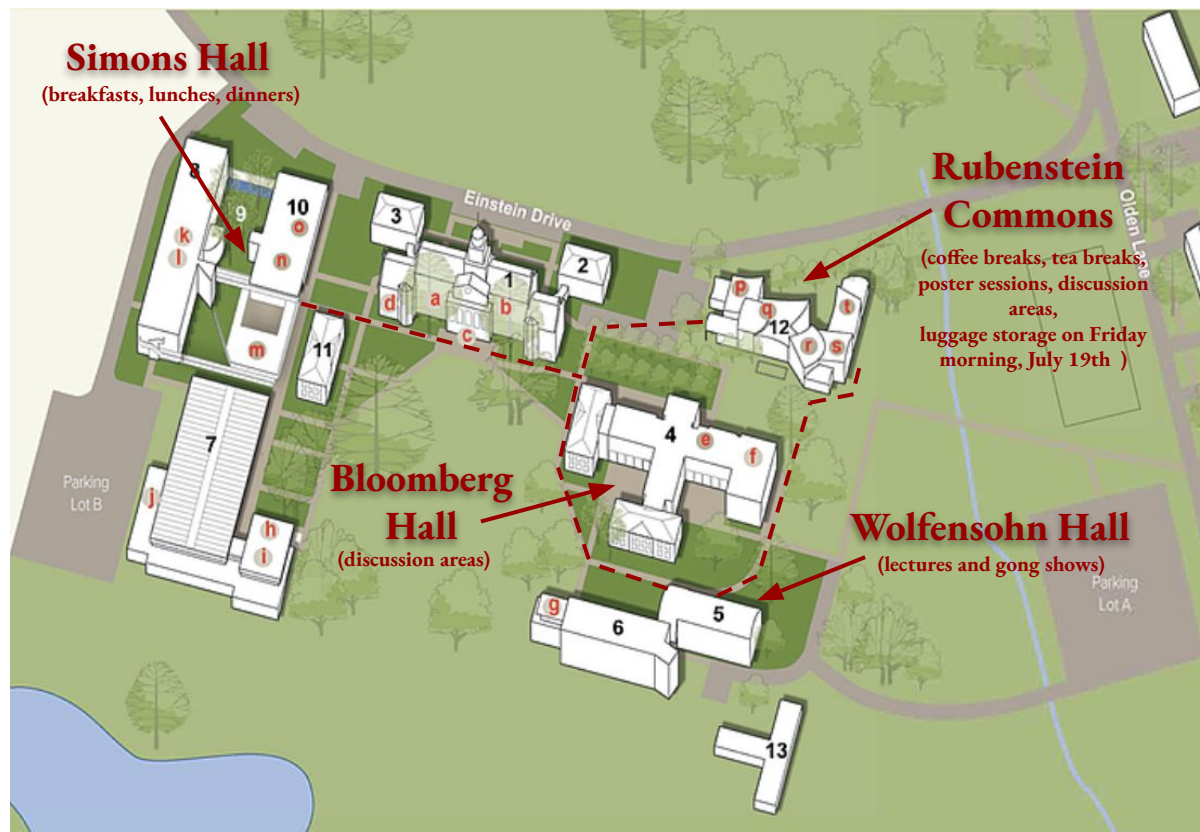 Simons Hall
(breakfasts, lunches, dinners)
Rubenstein
Commons
(coffee breaks, tea breaks,
poster sessions, discussion
areas,
luggage storage on Friday
morning, July 19th )
Einstein Drive
Olden Lane
8
9
10
k
l
o
n
m
3
2
1
d
a
b
c
11
p
q
12
r
s
t
7
j
h
i
Parking
Lot B
4
e
f
Bloomberg
Hall
(discussion areas)
Wolfensohn Hall
(lectures and gong shows)
Parking
Lot A
g
6
5
13